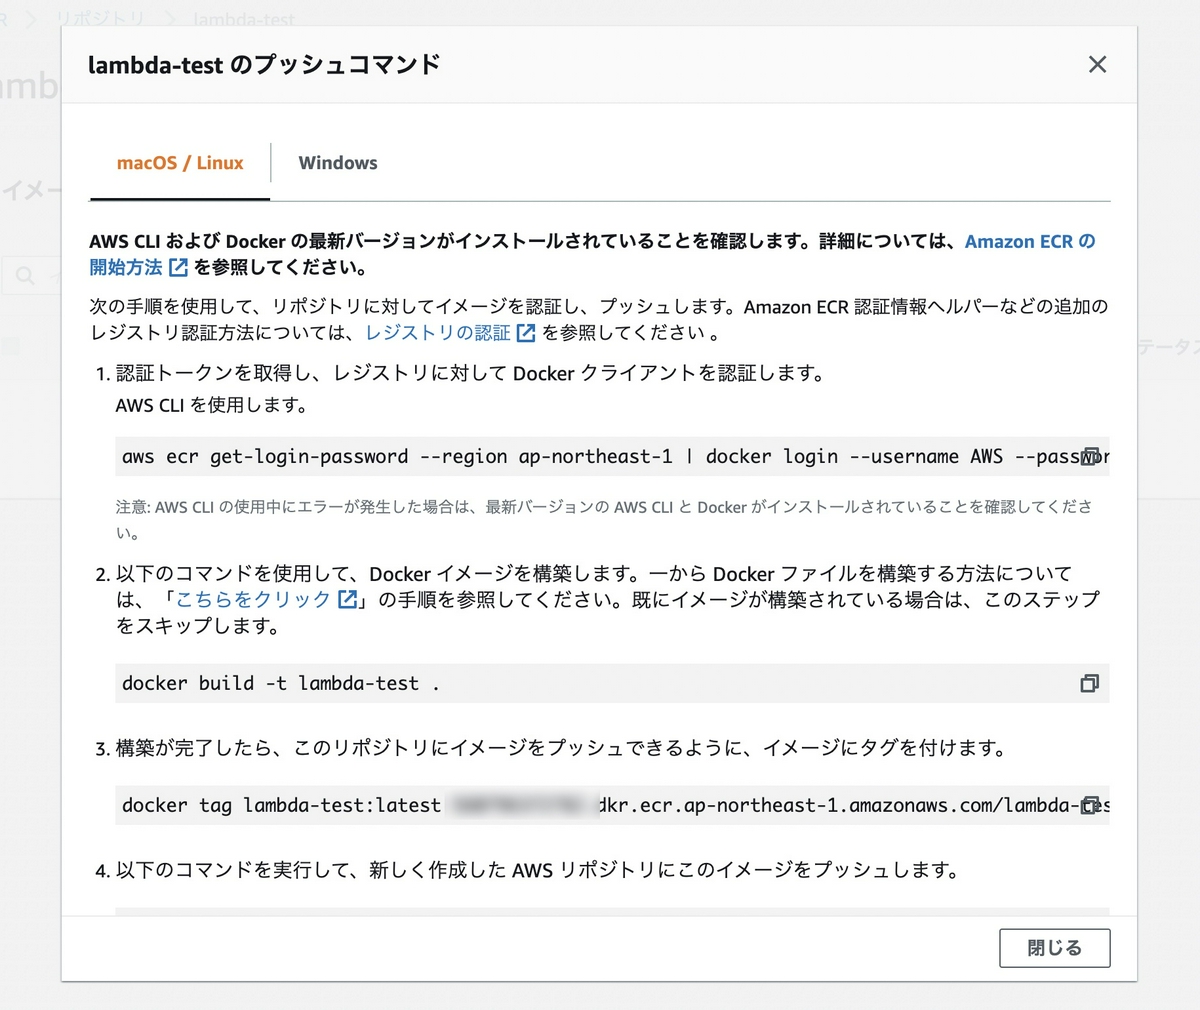 リポジトリ lambda-test
lambda-test のプッシュコマンド
macOS / Linux
Windows
AWS CLI および Docker の最新バージョンがインストールされていることを確認します。詳細については、Amazon ECR の
開始方法 を参照してください。
次の手順を使用して、リポジトリに対してイメージを認証し、プッシュします。Amazon ECR 認証情報ヘルパーなどの追加の
レジストリ認証方法については、レジストリの認証 を参照してください 。
1. 認証トークンを取得し、レジストリに対して Docker クライアントを認証します。
AWS CLI を使用します。
aws ecr get-login-password --region ap-northeast-1 | docker login --username AWS
注意: AWS CLI の使用中にエラーが発生した場合は、最新バージョンの AWS CLI と Docker がインストールされていることを確認してくださ
い。
2. 以下のコマンドを使用して、Docker イメージを構築します。一から Docker ファイルを構築する方法について
は、「こちらをクリック 」の手順を参照してください。既にイメージが構築されている場合は、このステップ
をスキップします。
docker build -t lambda-test .
3. 構築が完了したら、このリポジトリにイメージをプッシュできるように、イメージにタグを付けます。
docker tag lambda-test:latest dkr.ecr.ap-northeast-1.amazonaws.com/lambda-tes
4. 以下のコマンドを実行して、新しく作成した AWS リポジトリにこのイメージをプッシュします。
閉じる